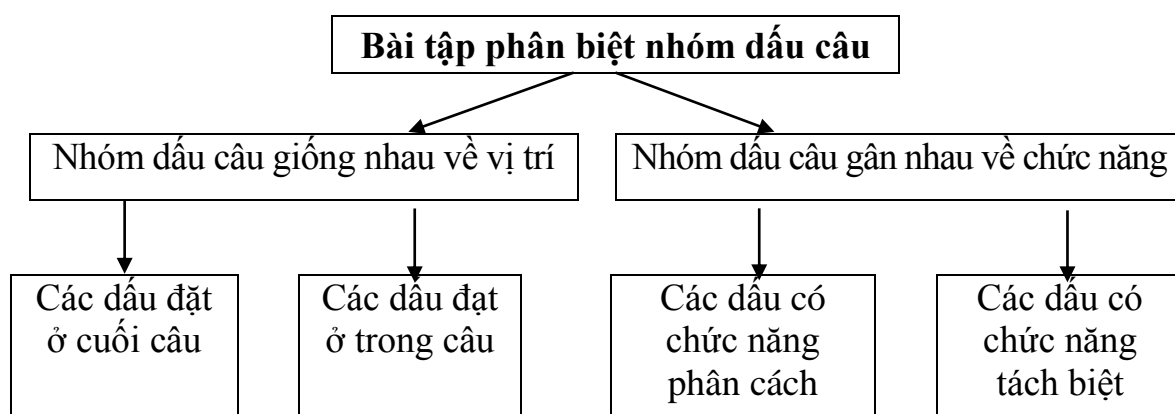 Bài tập phân biệt nhóm dấu câu
Nhóm dấu câu giống nhau về vị trí
Nhóm dấu câu gân nhau về chức năng
Các dấu đặt
ở cuối câu
Các dấu đạt
ở trong câu
Các dấu có
chức năng
phân cách
Các dấu có
chức năng
tách biệt